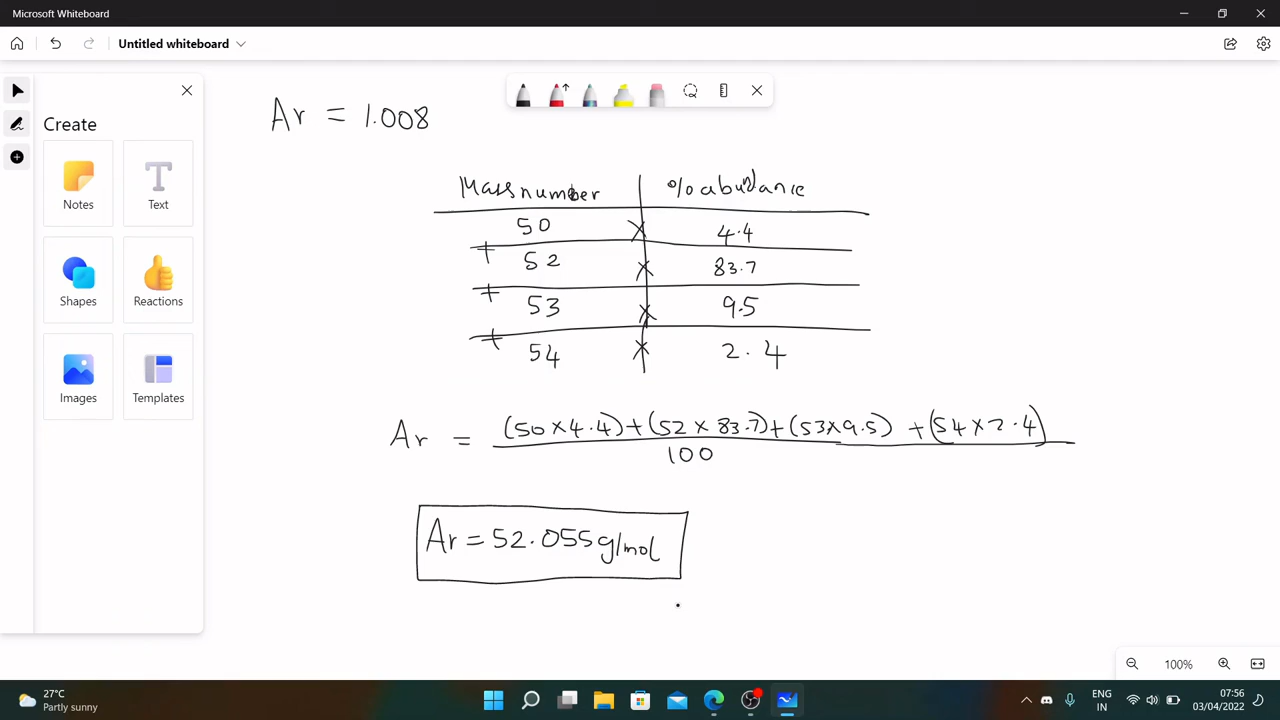 Microsoft Whiteboard
Untitled whiteboard
Create
Notes
Text
Shapes
Reactions
Images
Templates
Ar = 1.008
Mass number % abundance
50 × 4.4
+ 52 × 83.7
+ 53 × 9.5
+ 54 × 2.4
Ar = (50 × 4.4) + (52 × 83.7) + (53 × 9.5) + (54 × 2.4)
100
Ar = 52.055 g/mol
100%
27°C
Partly sunny
ENG
IN
07:56
03/04/2022